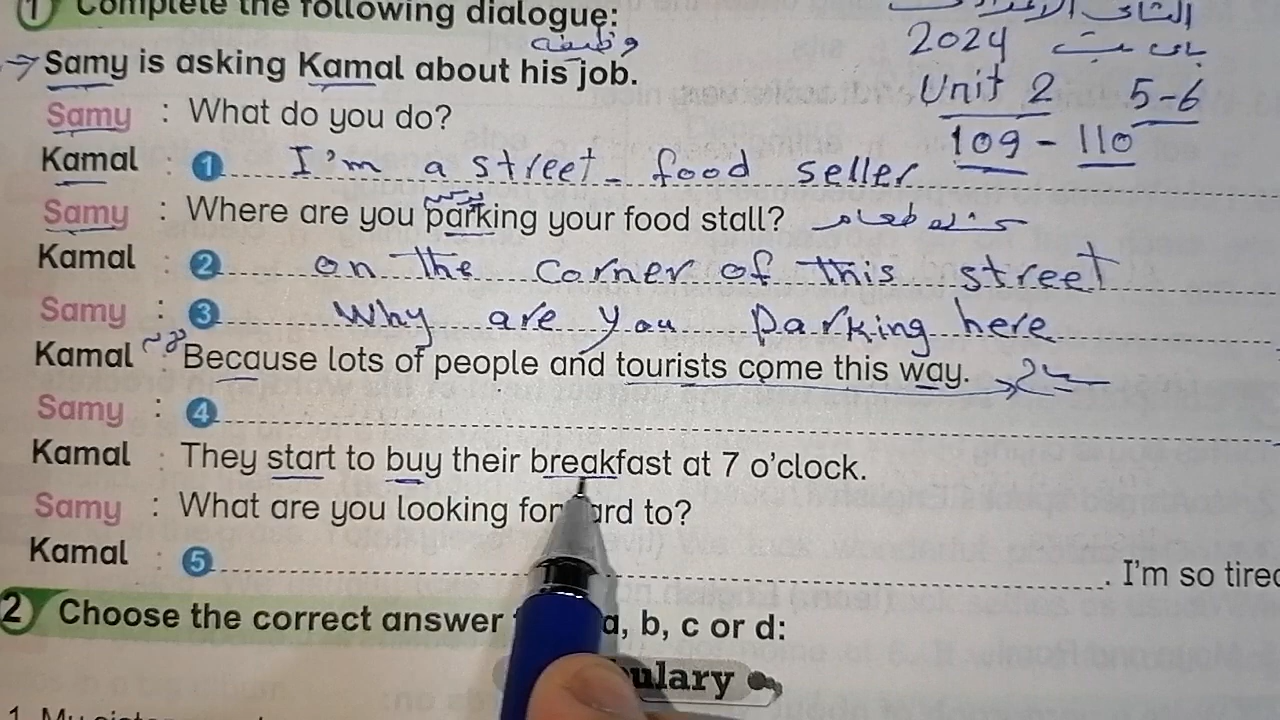 1 Complete the following dialogue:
2024
وظيفة
Samy is asking Kamal about his job.
Unit 2 5-6
Samy : What do you do?
109 - 110
Kamal : 1 I'm a street-food seller
Samy : Where are you parking your food stall?
Kamal : 2 on the corner of this street
Samy : 3 Why are you parking here
Kamal : Because lots of people and tourists come this way.
Samy : 4
Kamal : They start to buy their breakfast at 7 o'clock.
Samy : What are you looking forward to?
Kamal : 5 . I'm so tired
2 Choose the correct answer a, b, c or d: